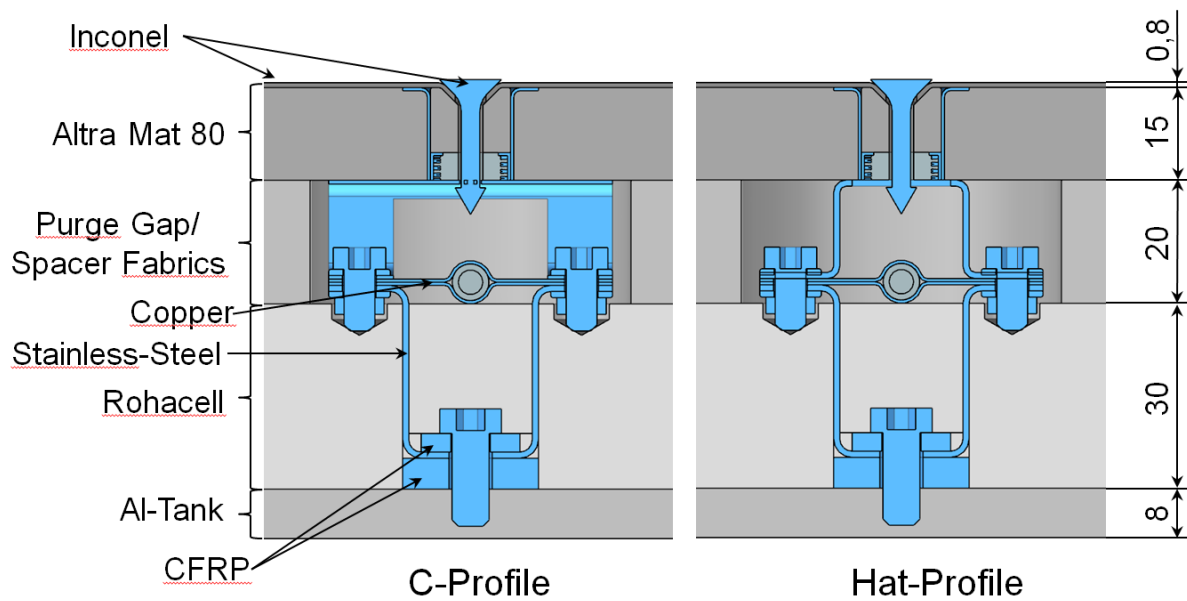 Inconel
Altra Mat 80
Purge Gap/
Spacer Fabrics
Copper
Stainless-Steel
Rohacell
Al-Tank
CFRP
C-Profile
Hat-Profile
0,8
15
20
30
8